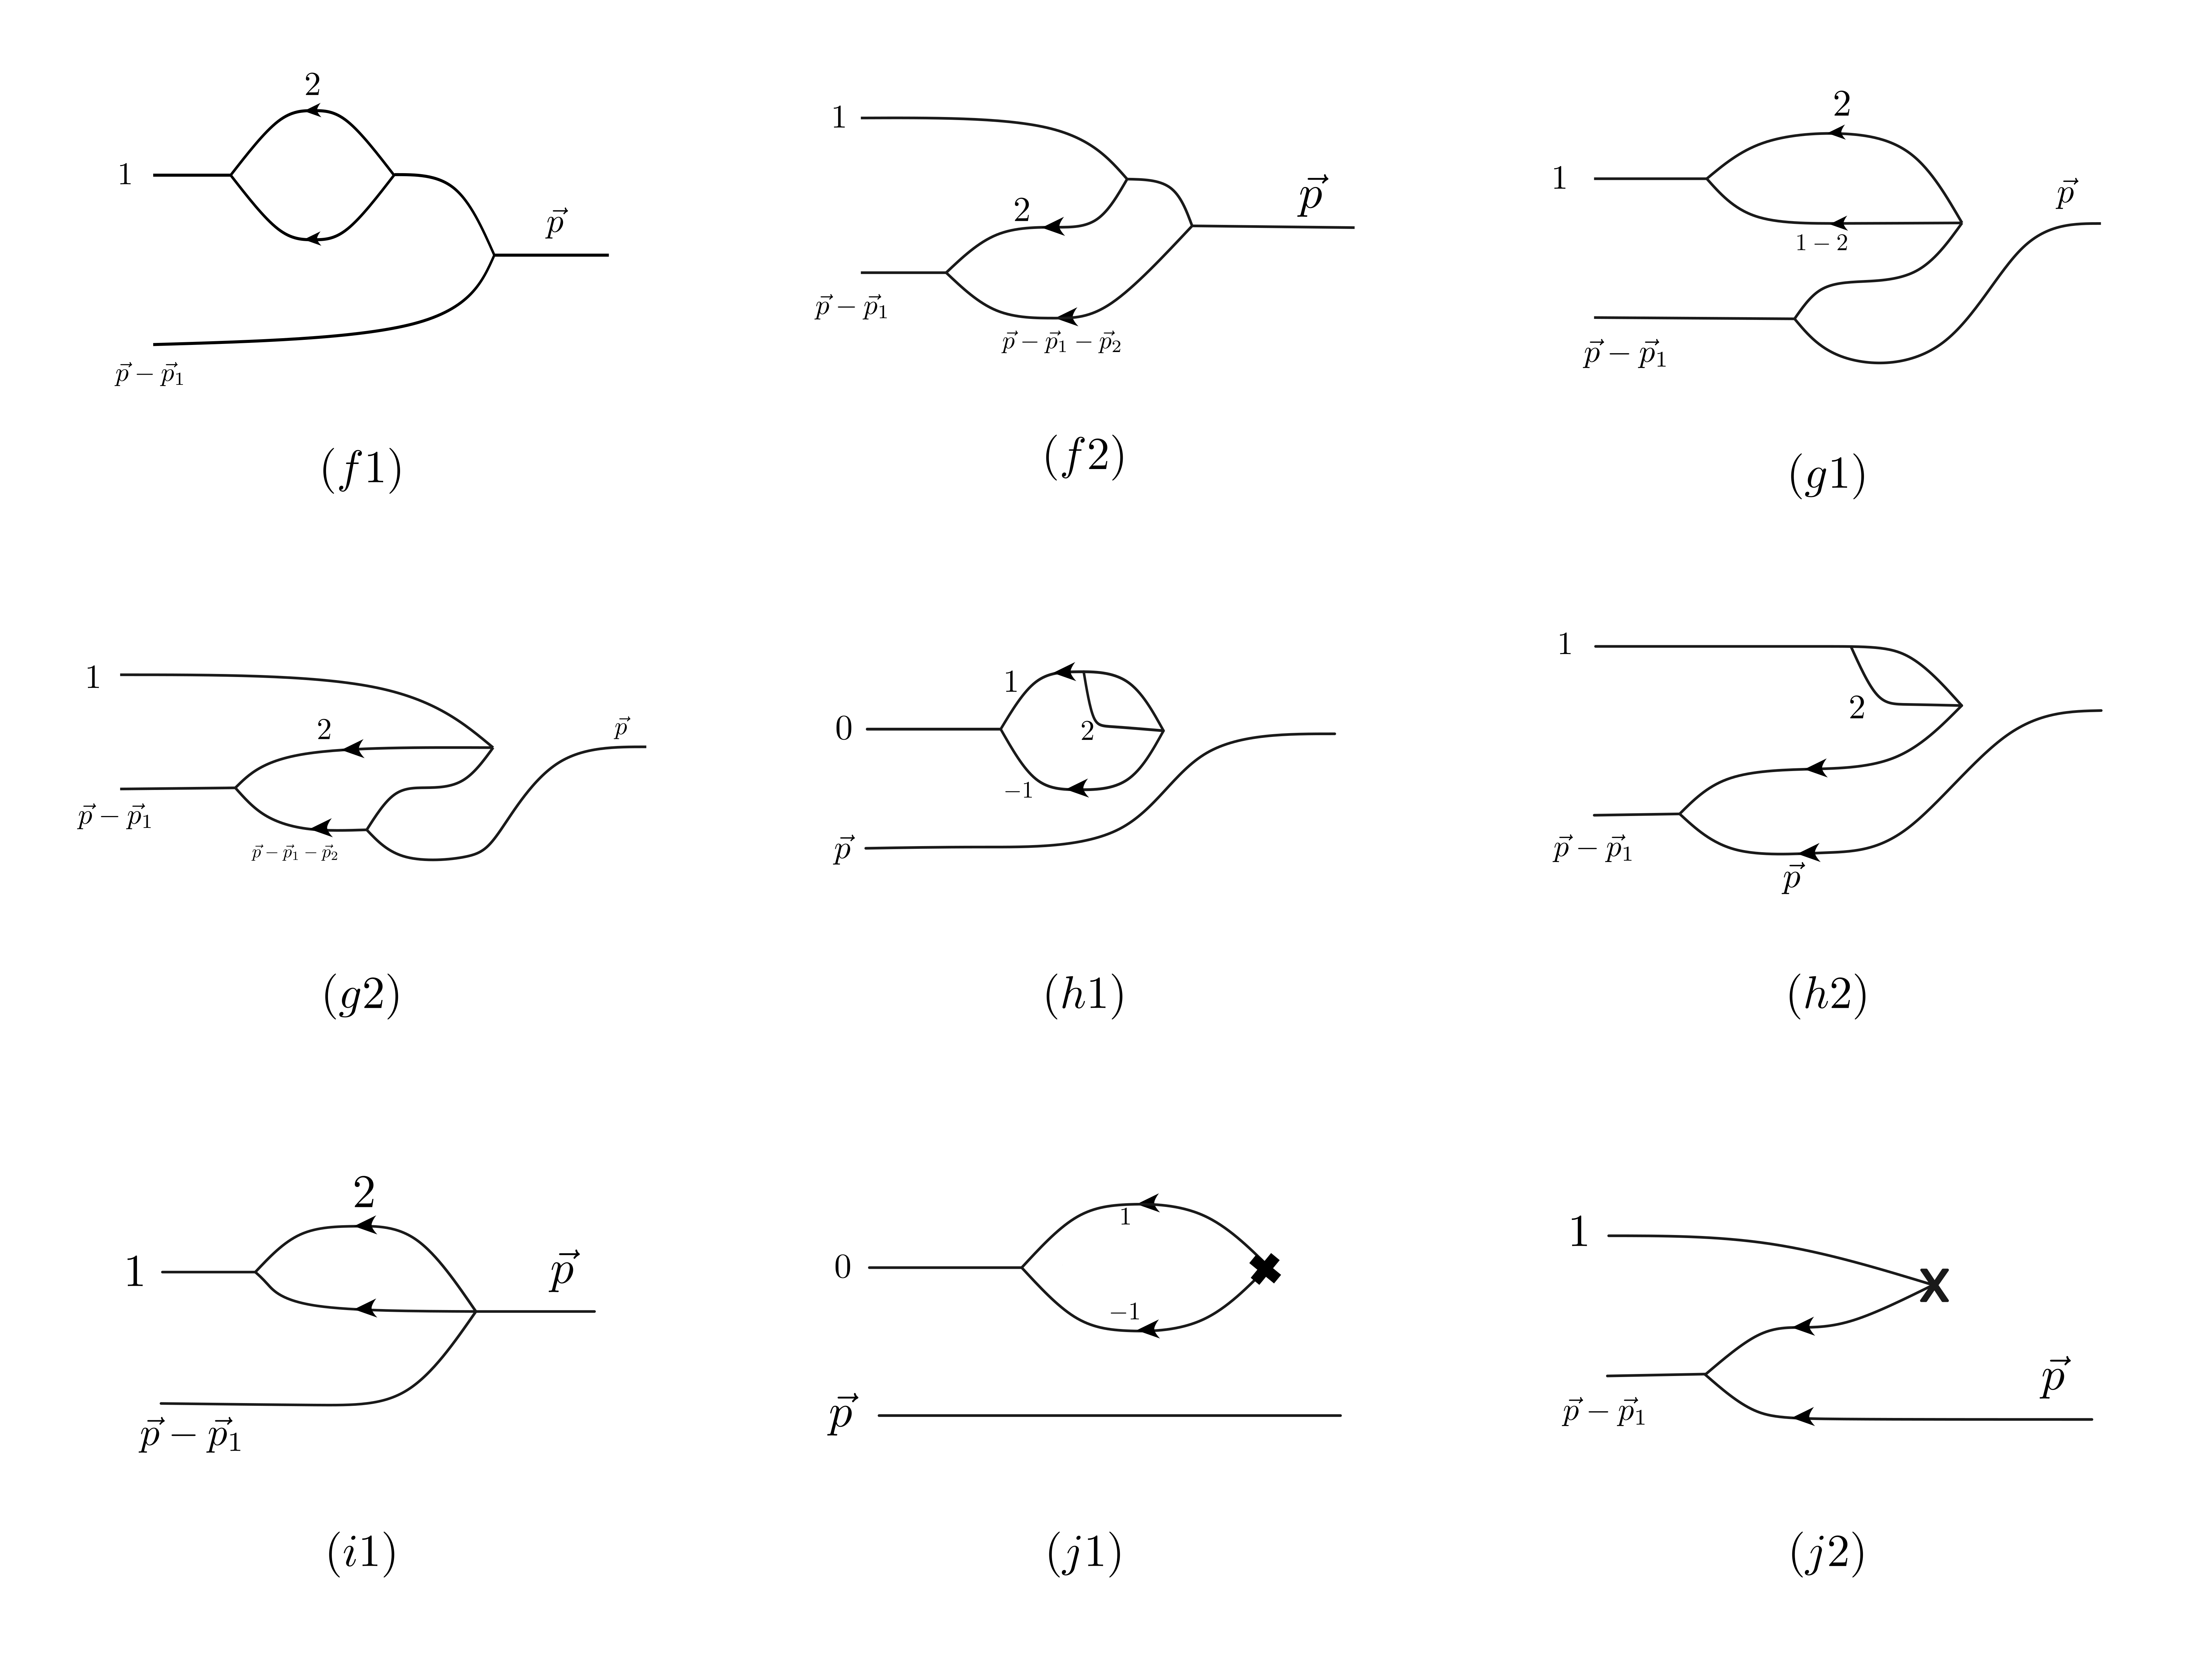 2
1
$\vec{p}$
$\vec{p} - \vec{p}_1$
(f1)
1
2
$\vec{p}$
$\vec{p} - \vec{p}_1$
$\vec{p} - \vec{p}_1 - \vec{p}_2$
(f2)
2
1
$\vec{p}$
1 − 2
$\vec{p} - \vec{p}_1$
(g1)
1
2
$\vec{p}$
$\vec{p} - \vec{p}_1$
$\vec{p} - \vec{p}_1 - \vec{p}_2$
(g2)
1
0
2
−1
$\vec{p}$
(h1)
1
2
$\vec{p} - \vec{p}_1$
$\vec{p}$
(h2)
2
1
$\vec{p}$
$\vec{p} - \vec{p}_1$
(i1)
1
0
−1
$\vec{p}$
(j1)
1
X
$\vec{p}$
$\vec{p} - \vec{p}_1$
(j2)